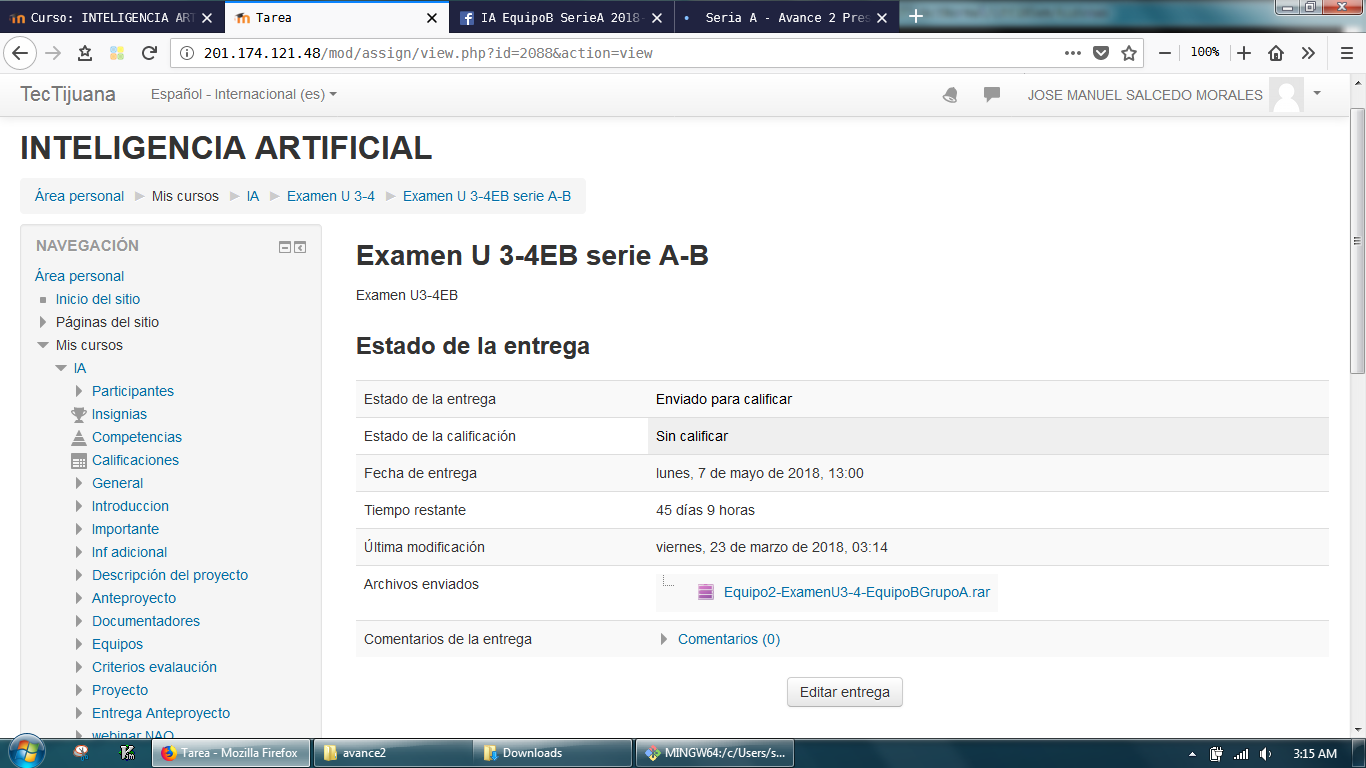 Curso: INTELIGENCIA ART
Tarea
IA EquipoB SerieA 2018-
Seria A - Avance 2 Pres
201.174.121.48/mod/assign/view.php?id=2088&action=view
100%
TecTijuana
Español - Internacional (es)
JOSE MANUEL SALCEDO MORALES
INTELIGENCIA ARTIFICIAL
Área personal
Mis cursos
IA
Examen U 3-4
Examen U 3-4EB serie A-B
NAVEGACIÓN
Área personal
Inicio del sitio
Páginas del sitio
Mis cursos
IA
Participantes
Insignias
Competencias
Calificaciones
General
Introduccion
Importante
Inf adicional
Descripción del proyecto
Anteproyecto
Documentadores
Equipos
Criterios evalaución
Proyecto
Entrega Anteproyecto
webinar NAO
Examen U 3-4EB serie A-B
Examen U3-4EB
Estado de la entrega
Estado de la entrega Enviado para calificar
Estado de la calificación Sin calificar
Fecha de entrega lunes, 7 de mayo de 2018, 13:00
Tiempo restante 45 días 9 horas
Última modificación viernes, 23 de marzo de 2018, 03:14
Archivos enviados Equipo2-ExamenU3-4-EquipoBGrupoA.rar
Comentarios de la entrega Comentarios (0)
Editar entrega
Tarea - Mozilla Firefox
avance2
Downloads
MINGW64:/c/Users/s...
3:15 AM